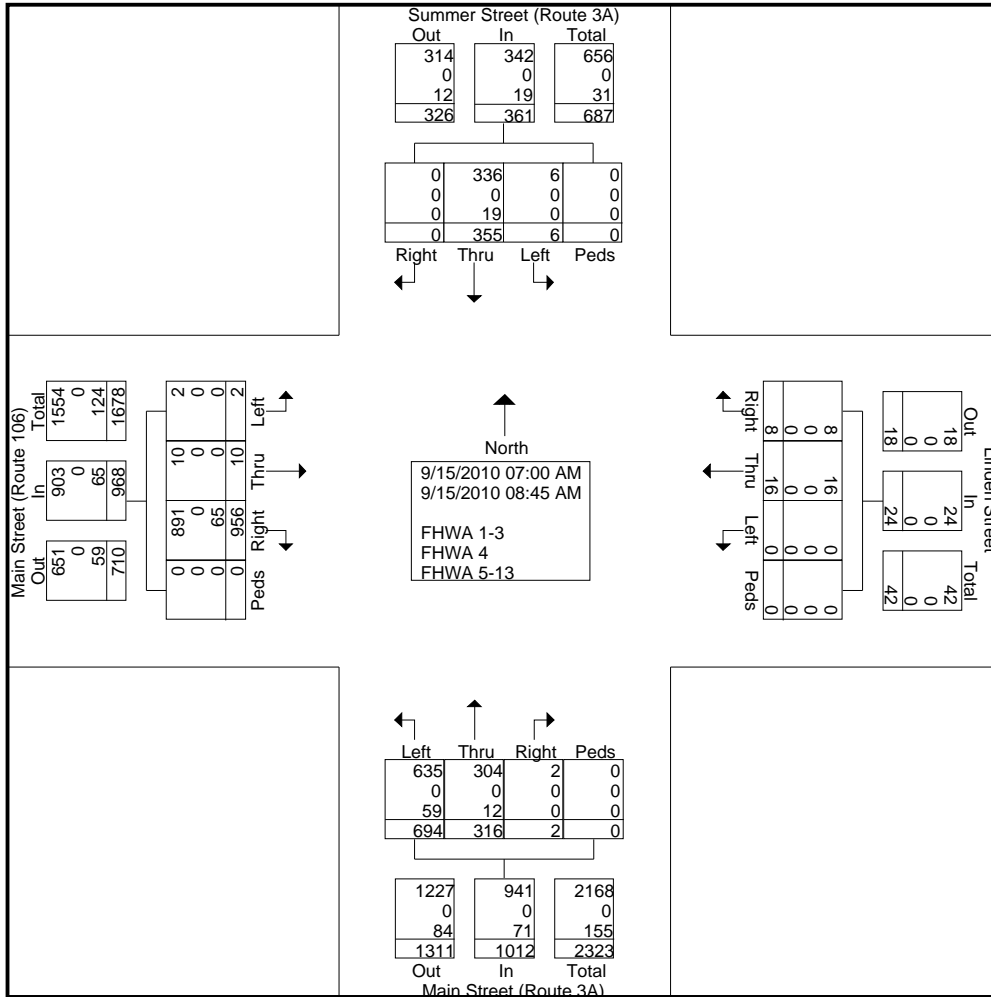 Summer Street (Route 3A)
Out In Total
314 342 656
0 0 0
12 19 31
326 361 687
0 336 6 0
0 0 0 0
0 19 0 0
0 355 6 0
Right Thru Left Peds
Main Street (Route 106)
Total In Out
1554 903 651
0 0 0
124 65 59
1678 968 710
2 10 891 0
0 0 0 0
0 0 65 0
2 10 956 0
Left Thru Right Peds
North
9/15/2010 07:00 AM
9/15/2010 08:45 AM
FHWA 1-3
FHWA 4
FHWA 5-13
Right Thru Left Peds
8 16 0 0
0 0 0 0
0 0 0 0
8 16 0 0
Linden Street
Out In Total
18 24 42
0 0 0
0 0 0
18 24 42
Left Thru Right Peds
635 304 2 0
0 0 0 0
59 12 0 0
694 316 2 0
1227 941 2168
0 0 0
84 71 155
1311 1012 2323
Out In Total
Main Street (Route 3A)